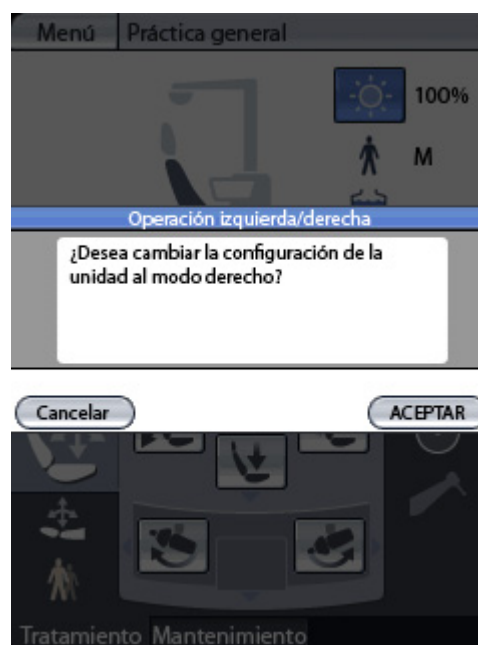 Menú Práctica general
100%
M
Operación izquierda/derecha
¿Desea cambiar la configuración de la
unidad al modo derecho?
Cancelar ACEPTAR
Tratamiento Mantenimiento